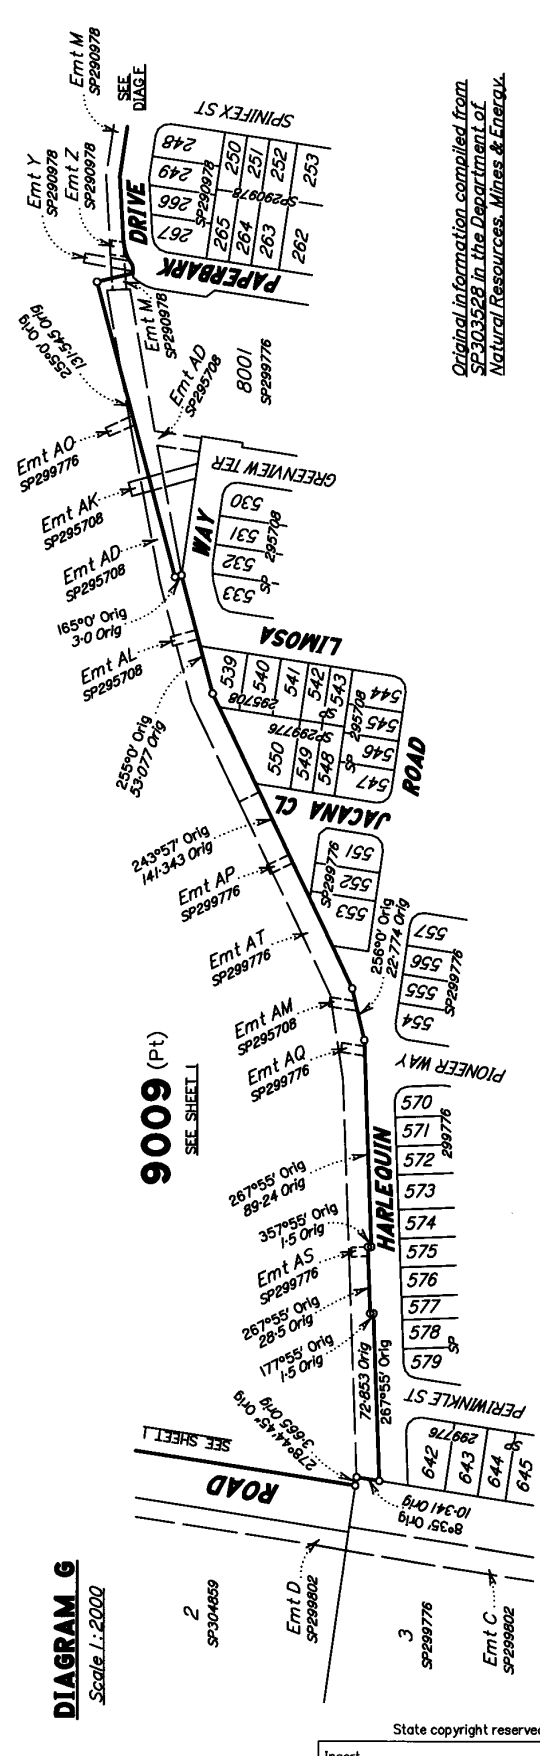 DIAGRAM G
Scale 1:2000
Original information compiled from
SP303528 in the Department of
Natural Resources, Mines & Energy.
9009 (Pt)
SEE SHEET 1
Emt M
SP290978
SEE
DIAG F
Emt Y
SP290978
Emt Z
SP290978
DRIVE
PAPERBARK
SPINIFEX ST
248
249
266
267
SP290978
250
251
252
253
265
264
263
262
SP290978
Emt M
SP290978
255°0' Orig
131·545 Orig
Emt AD
SP295708
8001
SP299776
Emt AO
SP299776
Emt AK
SP295708
Emt AD
SP295708
165°0' Orig
3·0 Orig
Emt AL
SP295708
GREENVIEW TER
WAY
530
531
532
533
SP
295708
LIMOSA
539
540
541
542
543
295708
544
545
546
547
SP
295708
550
549
548
SP299776
SP
ROAD
255°0' Orig
53·077 Orig
JACANA CL
243°57' Orig
141·343 Orig
Emt AP
SP299776
551
552
553
SP299776
Emt AT
SP299776
256°0' Orig
22·774 Orig
557
556
555
554
SP299776
Emt AM
SP295708
Emt AQ
SP299776
PIONEER WAY
HARLEQUIN
267°55' Orig
89·24 Orig
357°55' Orig
1·5 Orig
Emt AS
SP299776
267°55' Orig
28·5 Orig
177°55' Orig
1·5 Orig
570
571
572
573
574
575
576
577
578
579
299776
SP
72·853 Orig
267°55' Orig
278°44'45" Orig
3·665 Orig
PERIWINKLE ST
642
643
644
645
299776
SP
SEE SHEET 1
ROAD
8°35' Orig
10·341 Orig
2
SP304859
Emt D
SP299802
3
SP299776
Emt C
SP299802
State copyright reserved
Insert